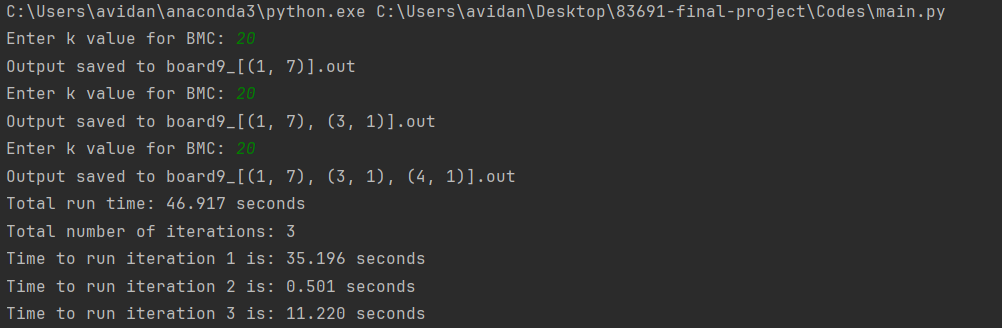 C:\Users\avidan\anaconda3\python.exe C:\Users\avidan\Desktop\83691-final-project\Codes\main.py
Enter k value for BMC: 20
Output saved to board9_[(1, 7)].out
Enter k value for BMC: 20
Output saved to board9_[(1, 7), (3, 1)].out
Enter k value for BMC: 20
Output saved to board9_[(1, 7), (3, 1), (4, 1)].out
Total run time: 46.917 seconds
Total number of iterations: 3
Time to run iteration 1 is: 35.196 seconds
Time to run iteration 2 is: 0.501 seconds
Time to run iteration 3 is: 11.220 seconds